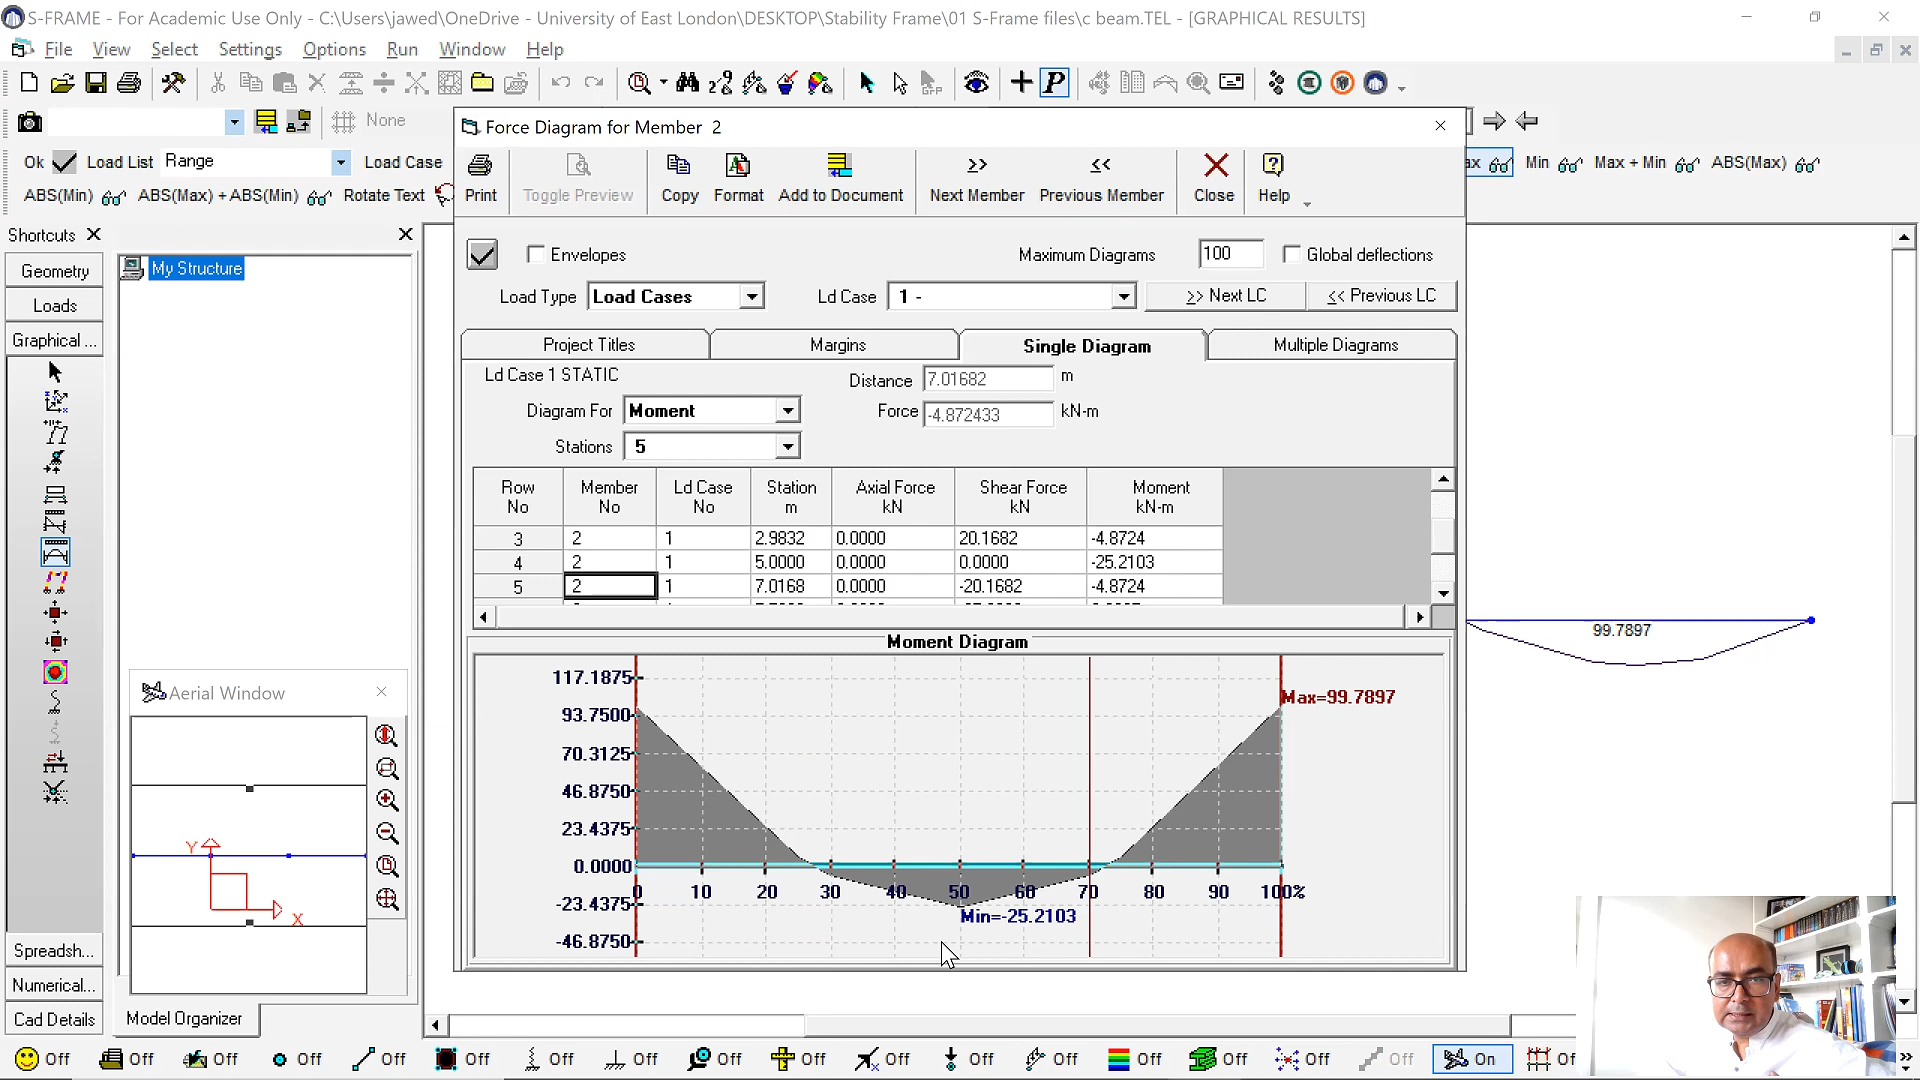 S-FRAME - For Academic Use Only - C:\Users\jawed\OneDrive - University of East London\DESKTOP\Stability Frame\01 S-Frame files\c beam.TEL - [GRAPHICAL RESULTS]
File View Select Settings Options Run Window Help
P
None
Ok Load List Range Load Case
ax Min Max + Min ABS(Max)
ABS(Min) ABS(Max) + ABS(Min) Rotate Text
Shortcuts
Geometry
Loads
Graphical ...
Spreadsh...
Numerical...
Cad Details
My Structure
Aerial Window
Y
X
Model Organizer
Force Diagram for Member 2
Print Toggle Preview Copy Format Add to Document Next Member Previous Member Close Help
Envelopes Maximum Diagrams 100 Global deflections
Load Type Load Cases Ld Case 1 - >> Next LC << Previous LC
Project Titles Margins Single Diagram Multiple Diagrams
Ld Case 1 STATIC Distance 7.01682 m
Diagram For Moment Force -4.872433 kN-m
Stations 5
Row No Member No Ld Case No Station m Axial Force kN Shear Force kN Moment kN-m
3 2 1 2.9832 0.0000 20.1682 -4.8724
4 2 1 5.0000 0.0000 0.0000 -25.2103
5 2 1 7.0168 0.0000 -20.1682 -4.8724
Moment Diagram
117.1875
93.7500
70.3125
46.8750
23.4375
0.0000
-23.4375
-46.8750
0 10 20 30 40 50 60 70 80 90 100%
Max=99.7897
Min=-25.2103
99.7897
Off Off Off Off Off Off Off Off Off Off Off Off Off Off Off Off Off On Of